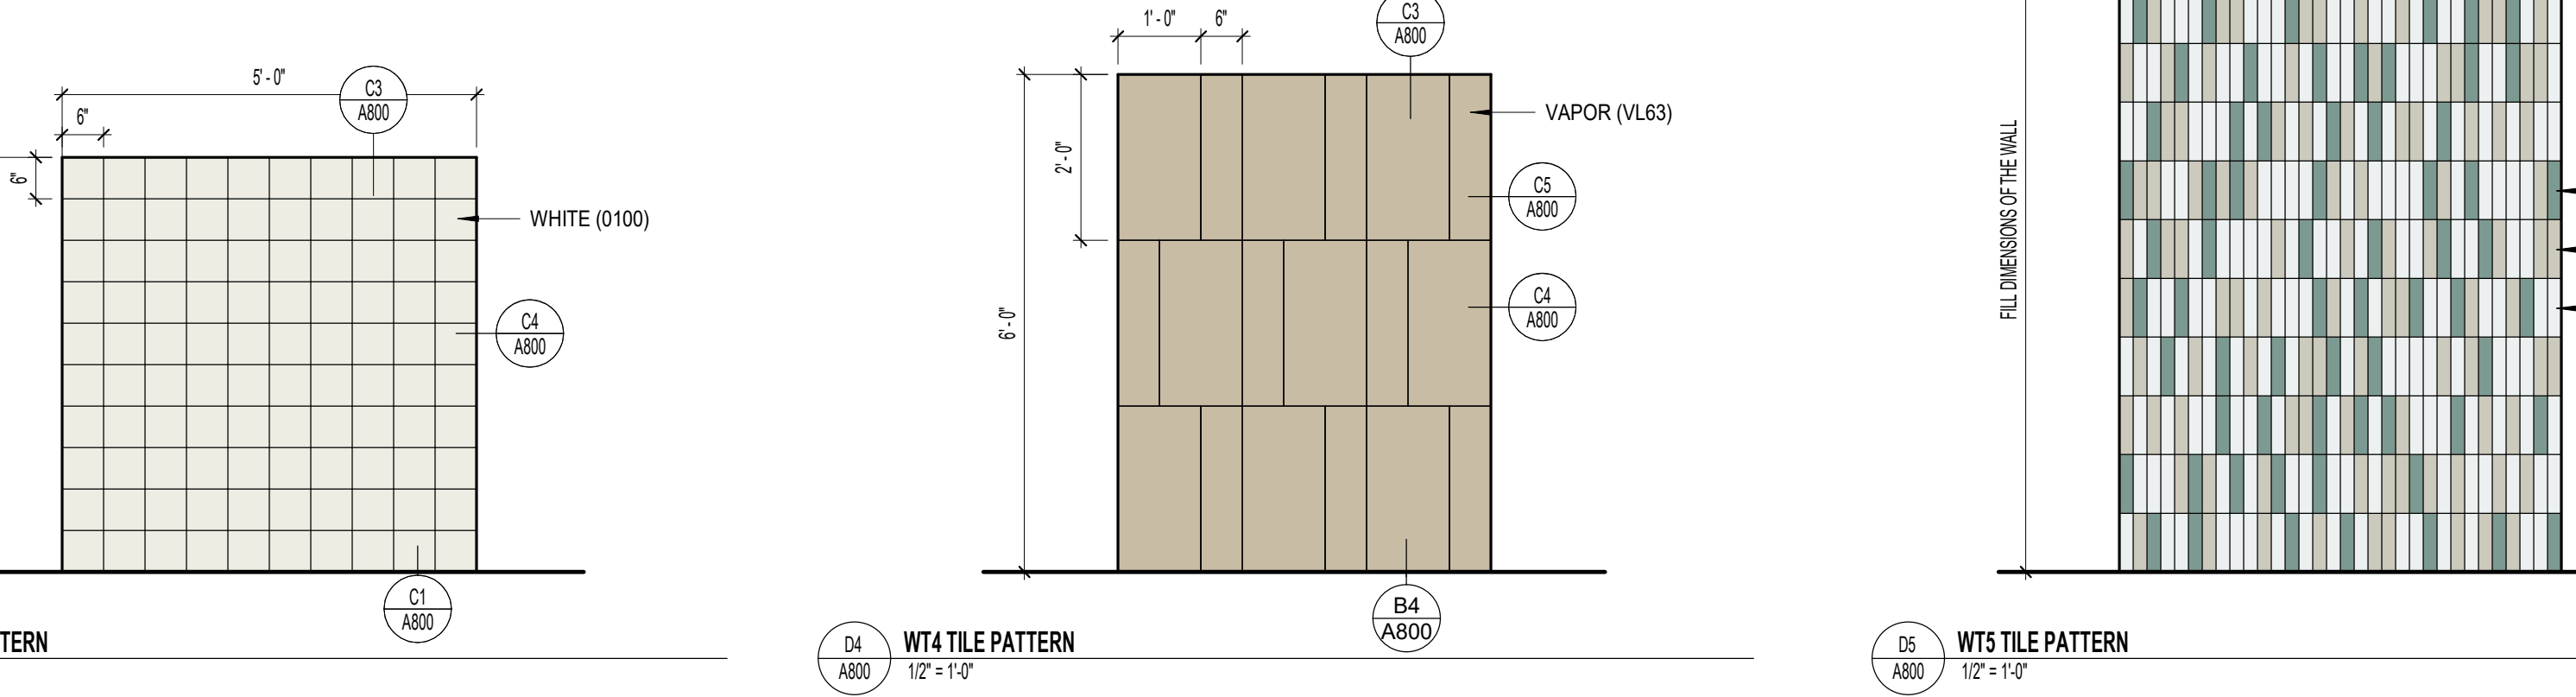 5' - 0"
6"
6"
C3
A800
WHITE (0100)
C4
A800
C1
A800
TERN
1' - 0"
6"
C3
A800
2' - 0"
6' - 0"
VAPOR (VL63)
C5
A800
C4
A800
B4
A800
D4
A800
WT4 TILE PATTERN
1/2" = 1'-0"
FILL DIMENSIONS OF THE WALL
D5
A800
WT5 TILE PATTERN
1/2" = 1'-0"